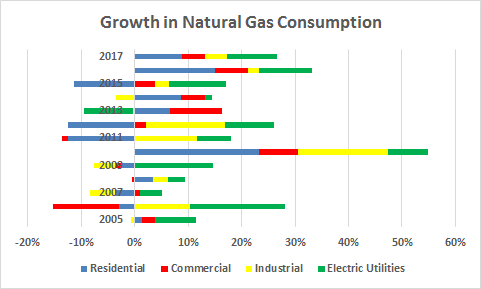 Growth in Natural Gas Consumption
2017
2015
2013
2011
2009
2007
2005
-20% -10% 0% 10% 20% 30% 40% 50% 60%
Residential Commercial Industrial Electric Utilities